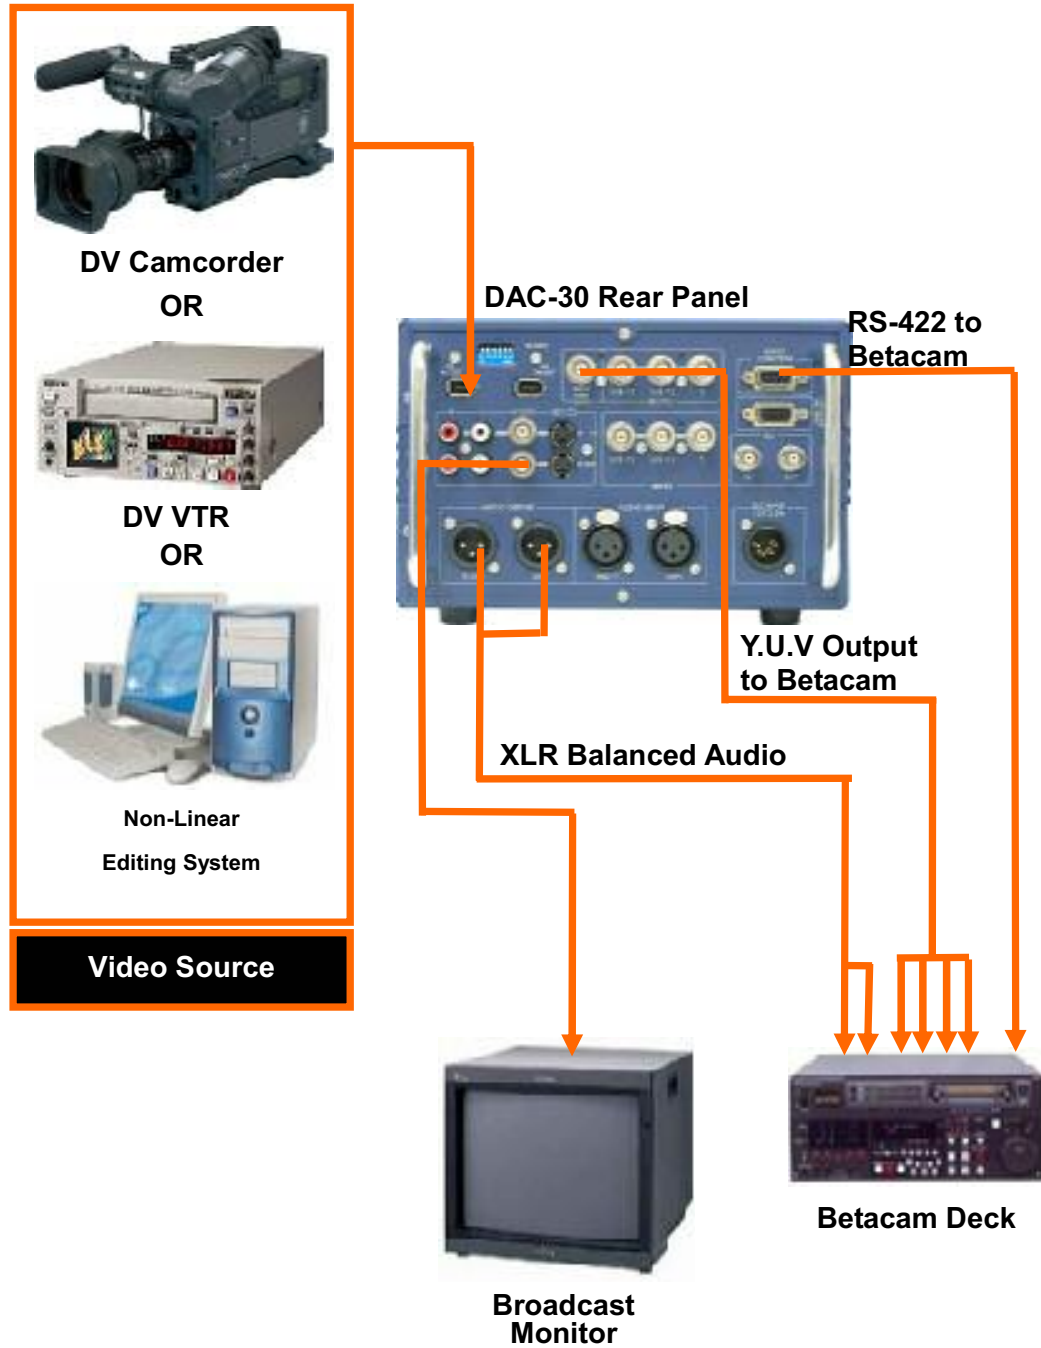 DV Camcorder
OR
DV VTR
OR
Non-Linear
Editing System
Video Source
DAC-30 Rear Panel
RS-422 to
Betacam
Y.U.V Output
to Betacam
XLR Balanced Audio
Broadcast
Monitor
Betacam Deck